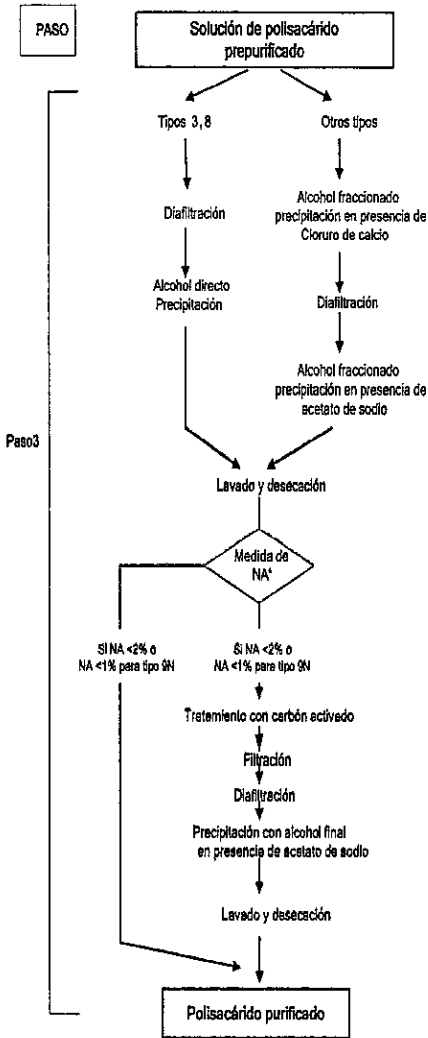 PASO
Solución de polisacárido
prepurificado
Tipos 3, 8
Otros tipos
Diafiltración
Alcohol directo
Precipitación
Alcohol fraccionado
precipitación en presencia de
Cloruro de calcio
Diafiltración
Alcohol fraccionado
precipitación en presencia de
acetato de sodio
Paso3
Lavado y desecación
Medida de
NA*
Si NA <2% o
NA <1% para tipo 9N
Si NA <2% o
NA <1% para tipo 9N
Tratamiento con carbón activado
Filtración
Diafiltración
Precipitación con alcohol final
en presencia de acetato de sodio
Lavado y desecación
Polisacárido purificado